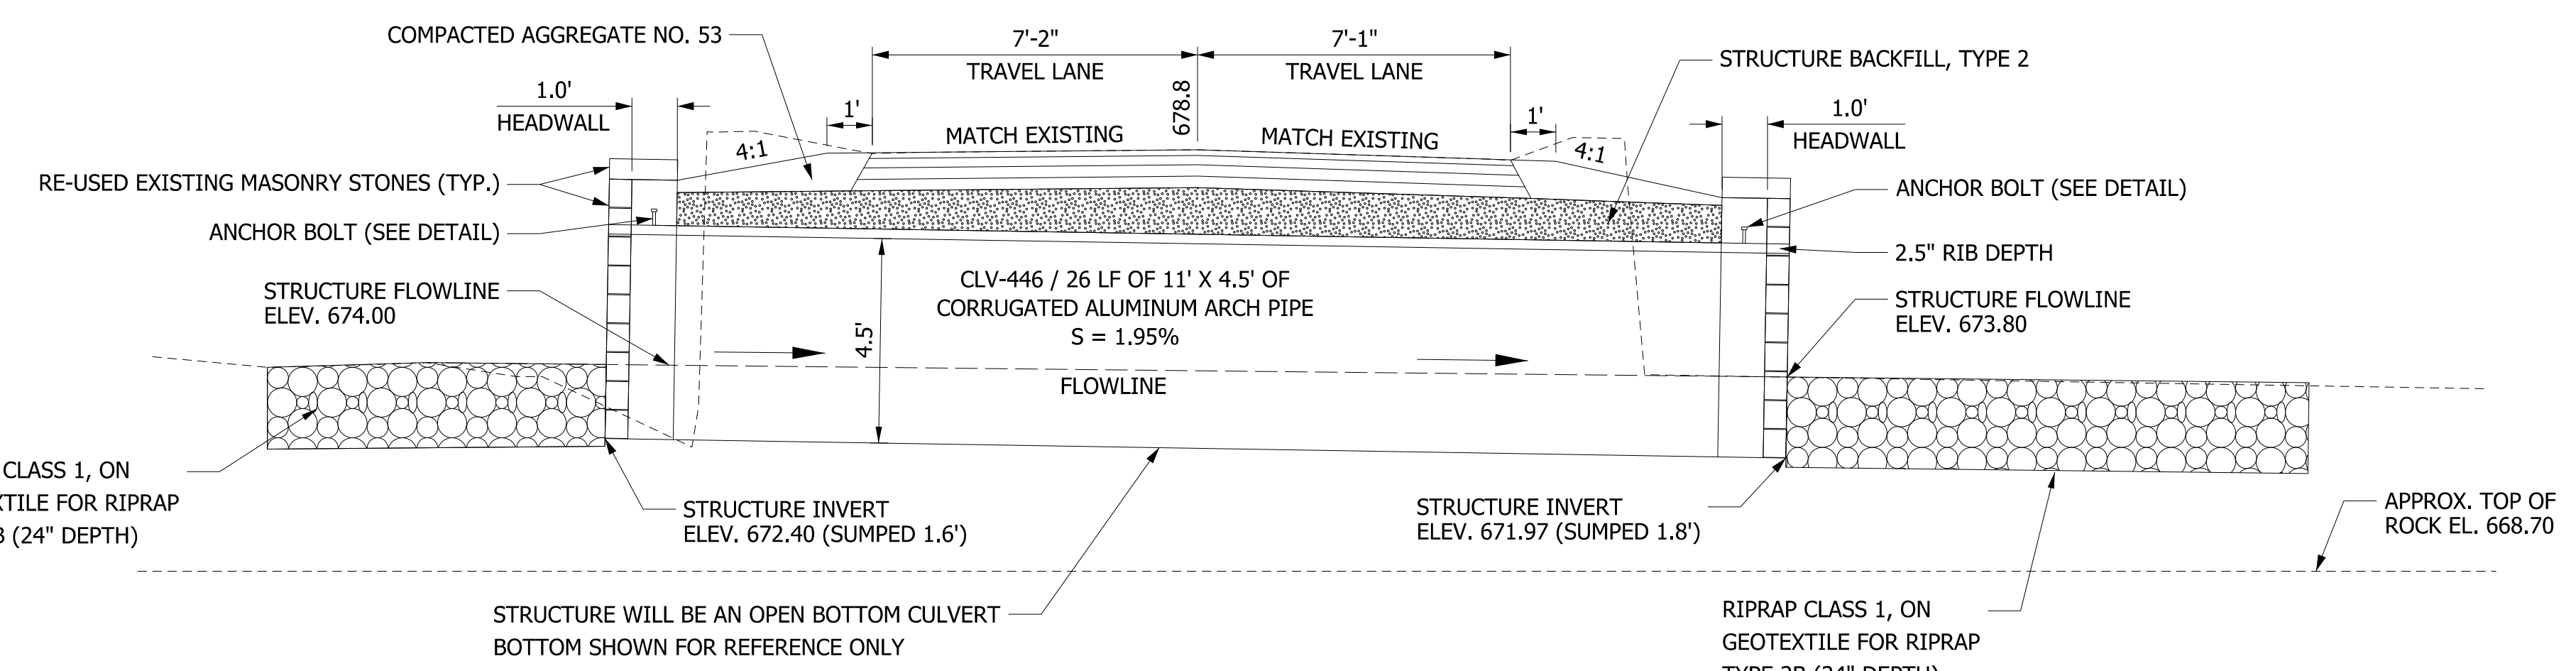 COMPACTED AGGREGATE NO. 53
7'-2"
TRAVEL LANE
7'-1"
TRAVEL LANE
678.8
STRUCTURE BACKFILL, TYPE 2
1.0'
HEADWALL
1'
MATCH EXISTING
MATCH EXISTING
1'
1.0'
HEADWALL
4:1
4:1
RE-USED EXISTING MASONRY STONES (TYP.)
ANCHOR BOLT (SEE DETAIL)
ANCHOR BOLT (SEE DETAIL)
2.5" RIB DEPTH
STRUCTURE FLOWLINE
ELEV. 674.00
4.5'
CLV-446 / 26 LF OF 11' X 4.5' OF
CORRUGATED ALUMINUM ARCH PIPE
S = 1.95%
FLOWLINE
STRUCTURE FLOWLINE
ELEV. 673.80
CLASS 1, ON
XTILE FOR RIPRAP
B (24" DEPTH)
STRUCTURE INVERT
ELEV. 672.40 (SUMPED 1.6')
STRUCTURE INVERT
ELEV. 671.97 (SUMPED 1.8')
APPROX. TOP OF
ROCK EL. 668.70
STRUCTURE WILL BE AN OPEN BOTTOM CULVERT
BOTTOM SHOWN FOR REFERENCE ONLY
RIPRAP CLASS 1, ON
GEOTEXTILE FOR RIPRAP
TYPE 2B (24" DEPTH)